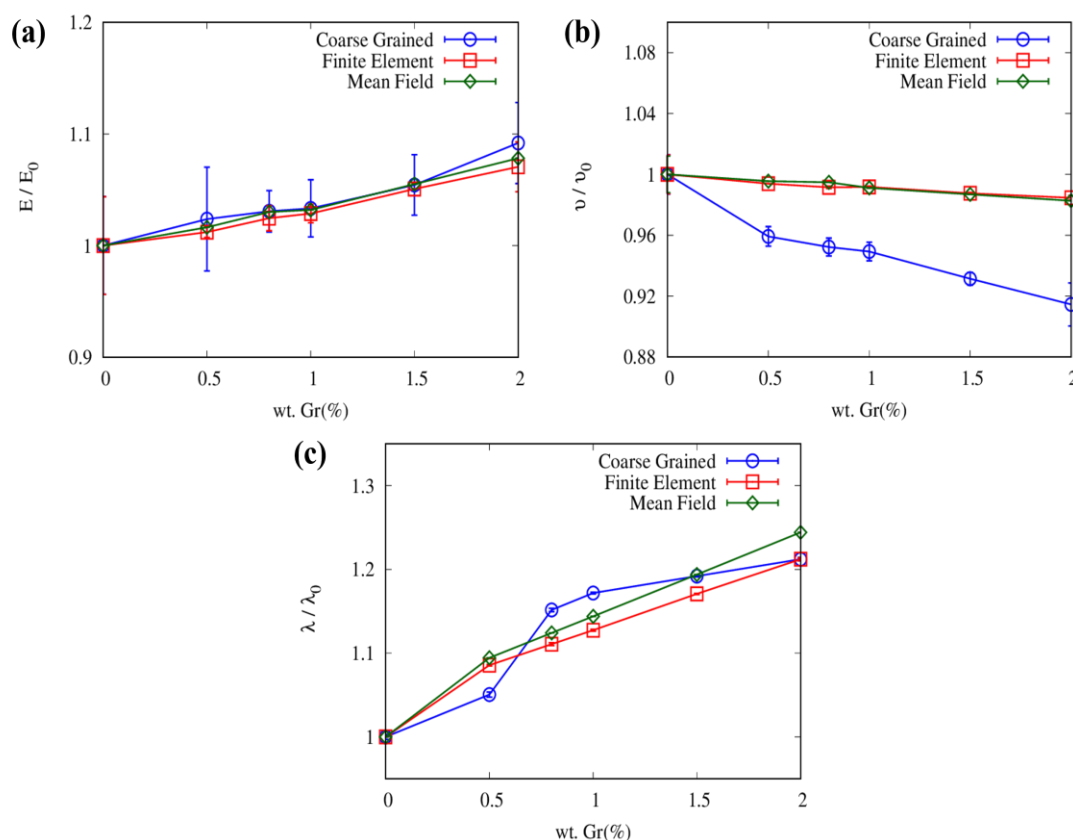 (a)
1.2
1.1
1
0.9
E / E0
Coarse Grained
Finite Element
Mean Field
0 0.5 1 1.5 2
wt. Gr(%)
(b)
1.08
1.04
1
0.96
0.92
0.88
υ / υ0
Coarse Grained
Finite Element
Mean Field
0 0.5 1 1.5 2
wt. Gr(%)
(c)
1.3
1.2
1.1
1
λ / λ0
Coarse Grained
Finite Element
Mean Field
0 0.5 1 1.5 2
wt. Gr(%)